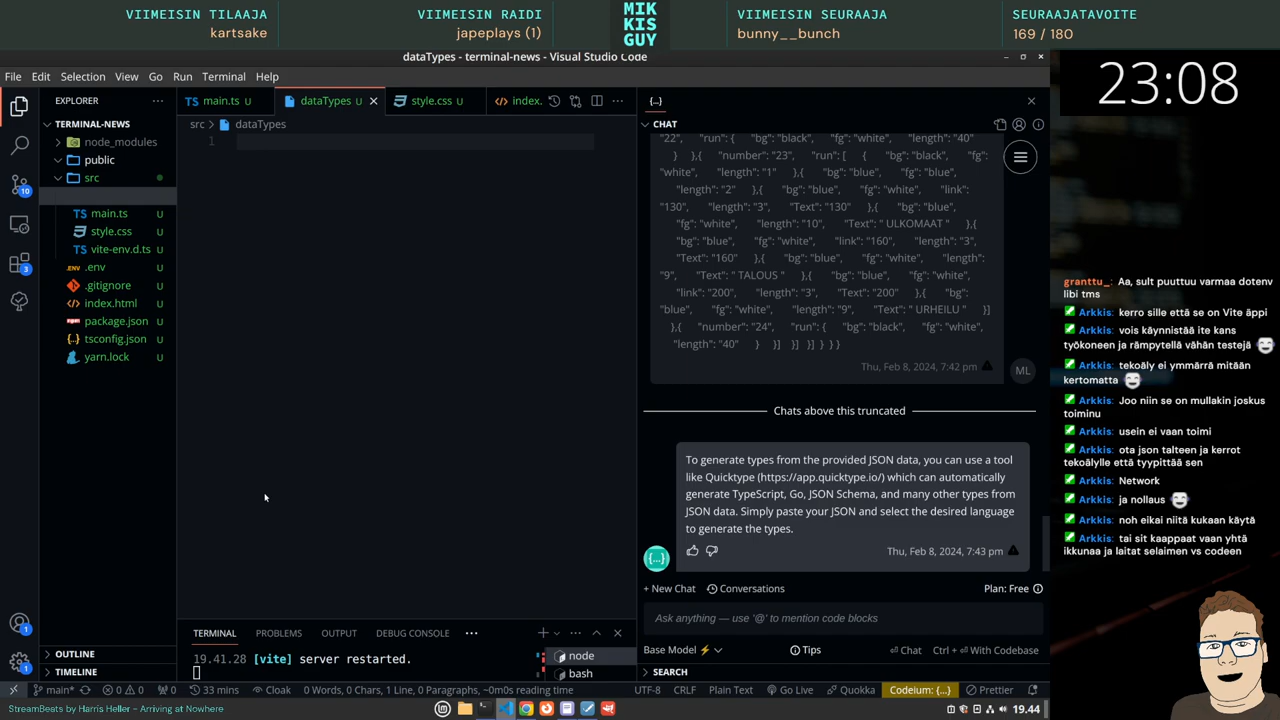 VIIMEISIN TILAAJA
kartsake
VIIMEISIN RAIDI
japeplays (1)
MIK
KIS
GUY
VIIMEISIN SEURAAJA
bunny__bunch
SEURAAJATAVOITE
169 / 180
dataTypes - terminal-news - Visual Studio Code
File Edit Selection View Go Run Terminal Help
EXPLORER
TERMINAL-NEWS
node_modules
public
src
TS main.ts U
style.css U
TS vite-env.d.ts U
.env U
.gitignore U
index.html U
package.json U
tsconfig.json U
yarn.lock U
OUTLINE
TIMELINE
10
3
1
1
TS main.ts U
dataTypes U
style.css U
index.
src > dataTypes
1
TERMINAL PROBLEMS OUTPUT DEBUG CONSOLE
19.41.28 [vite] server restarted.
node
bash
{...}
CHAT
"22", "run": { "bg": "black", "fg": "white", "length": "40"
} },{ "number": "23", "run": [ { "bg": "black", "fg":
"white", "length": "1" },{ "bg": "blue", "fg": "blue",
"length": "2" },{ "bg": "blue", "fg": "white", "link":
"130", "length": "3", "Text": "130" },{ "bg": "blue",
"fg": "white", "length": "10", "Text": " ULKOMAAT " },{
"bg": "blue", "fg": "white", "link": "160", "length": "3",
"Text": "160" },{ "bg": "blue", "fg": "white", "length":
"9", "Text": " TALOUS " },{ "bg": "blue", "fg": "white",
"link": "200", "length": "3", "Text": "200" },{ "bg":
"blue", "fg": "white", "length": "9", "Text": " URHEILU " }]
},{ "number": "24", "run": { "bg": "black", "fg": "white",
"length": "40" } }] }] }] } } }
Thu, Feb 8, 2024, 7:42 pm
ML
Chats above this truncated
To generate types from the provided JSON data, you can use a tool
like Quicktype (https://app.quicktype.io/) which can automatically
generate TypeScript, Go, JSON Schema, and many other types from
JSON data. Simply paste your JSON and select the desired language
to generate the types.
Thu, Feb 8, 2024, 7:43 pm
{...}
+ New Chat Conversations Plan: Free
Ask anything — use '@' to mention code blocks
Base Model Tips Chat Ctrl + With Codebase
SEARCH
main* 0 0 0 33 mins Cloak 0 Words, 0 Chars, 1 Line, 0 Paragraphs, ~0m0s reading time UTF-8 CRLF Plain Text Go Live Quokka Codeium: {...} Prettier
StreamBeats by Harris Heller - Arriving at Nowhere
19.44
23:08
granttu_: Aa, sult puuttuu varmaa dotenv
libi tms
Arkkis: kerro sille että se on Vite äppi
Arkkis: vois käynnistää ite kans
työkoneen ja rämpytellä vähän testejä
Arkkis: tekoäly ei ymmärrä mitään
kertomatta
Arkkis: Joo niin se on mullakin joskus
toiminu
Arkkis: usein ei vaan toimi
Arkkis: ota json talteen ja kerrot
tekoälylle että tyypittää sen
Arkkis: Network
Arkkis: ja nollaus
Arkkis: noh eikai niitä kukaan käytä
Arkkis: tai sit kaappaat vaan yhtä
ikkunaa ja laitat selaimen vs codeen